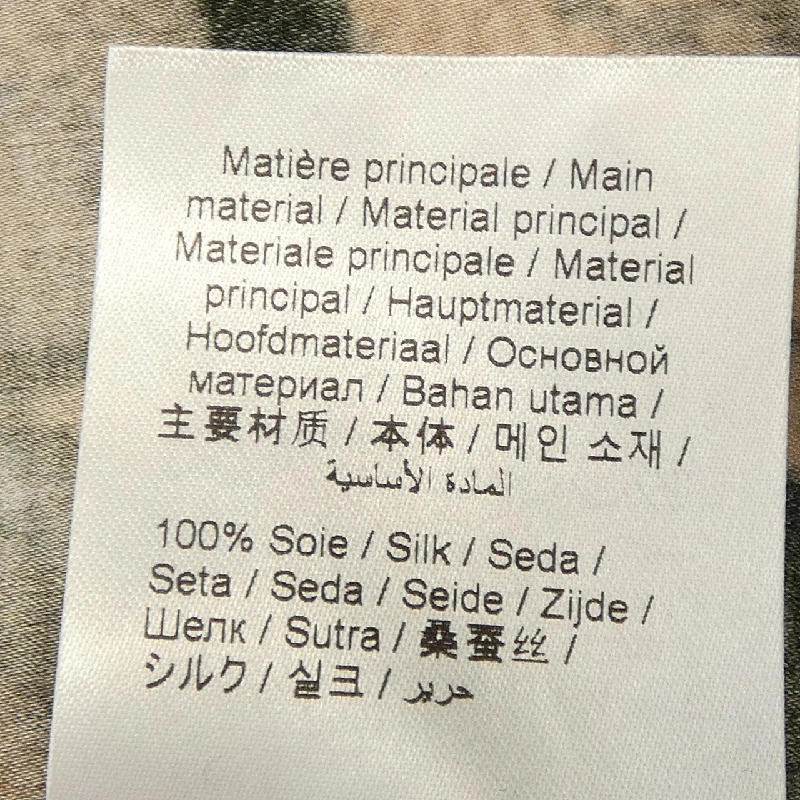 Matière principale / Main
material / Material principal /
Materiale principale / Material
principal / Hauptmaterial /
Hoofdmateriaal / Основной
материал / Bahan utama /
主要材质 / 本体 / 메인 소재 /
المادة الأساسية
100% Soie / Silk / Seda /
Seta / Seda / Seide / Zijde /
Шелк / Sutra / 桑蚕丝 /
シルク / 실크 / حرير